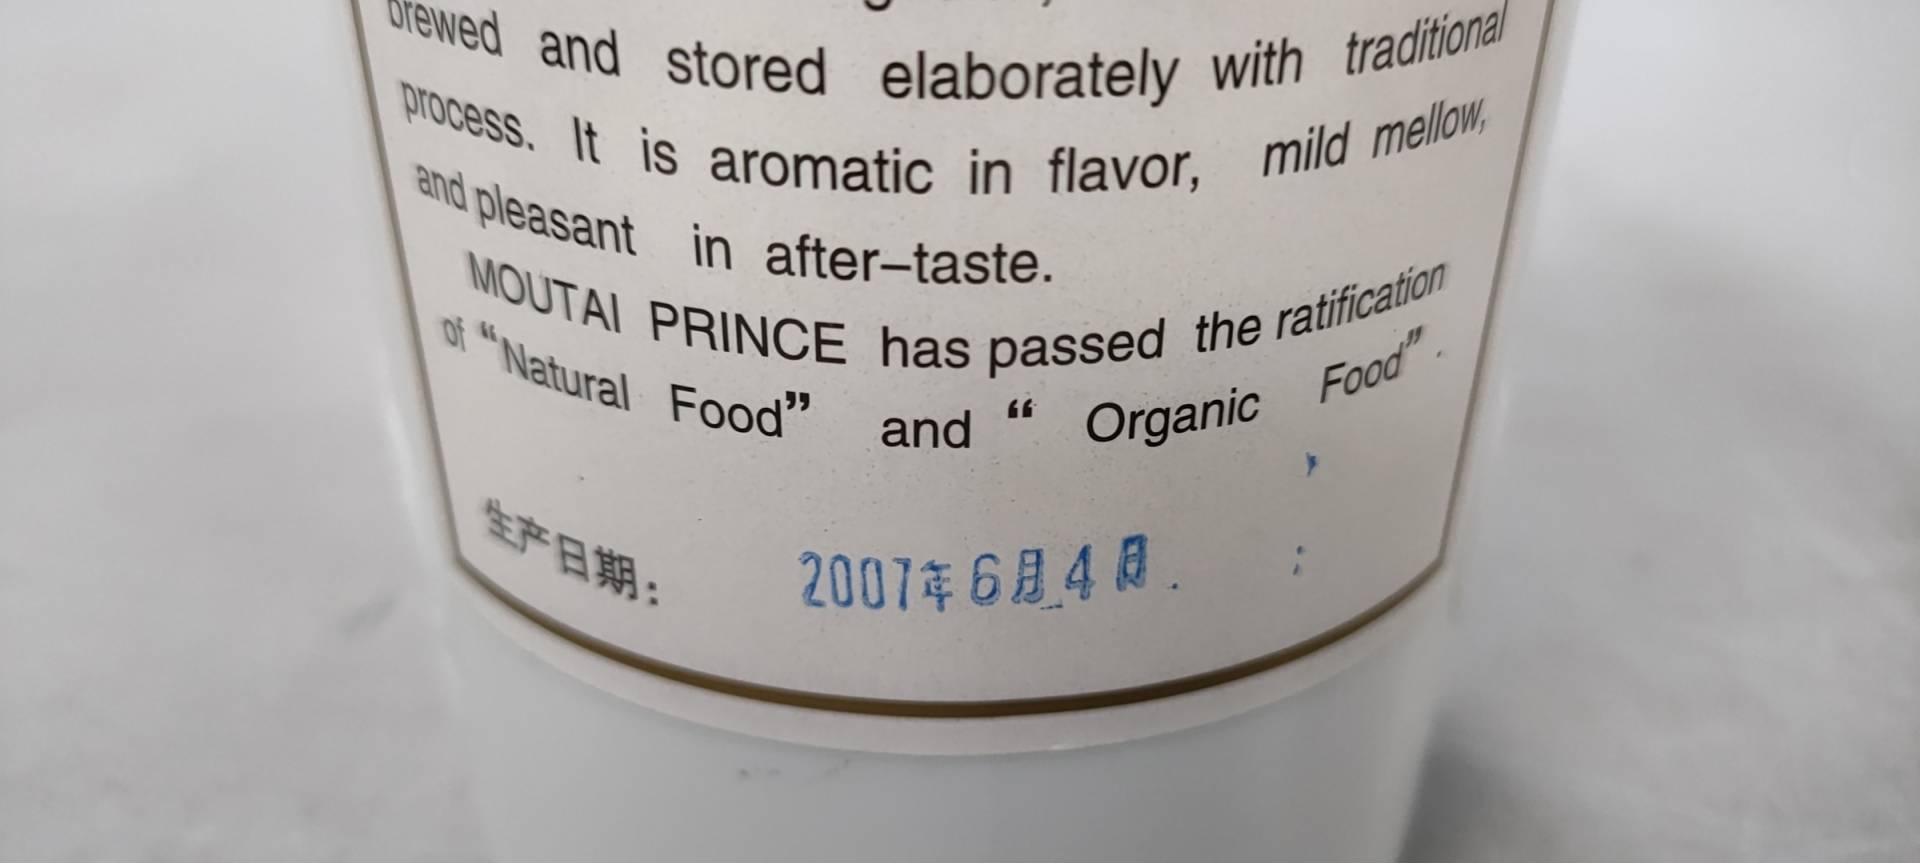 brewed and stored elaborately with traditional
process. It is aromatic in flavor, mild mellow,
and pleasant in after-taste.
MOUTAI PRINCE has passed the ratification
of “Natural Food” and “ Organic Food”.
生产日期: 2007年6月4日.